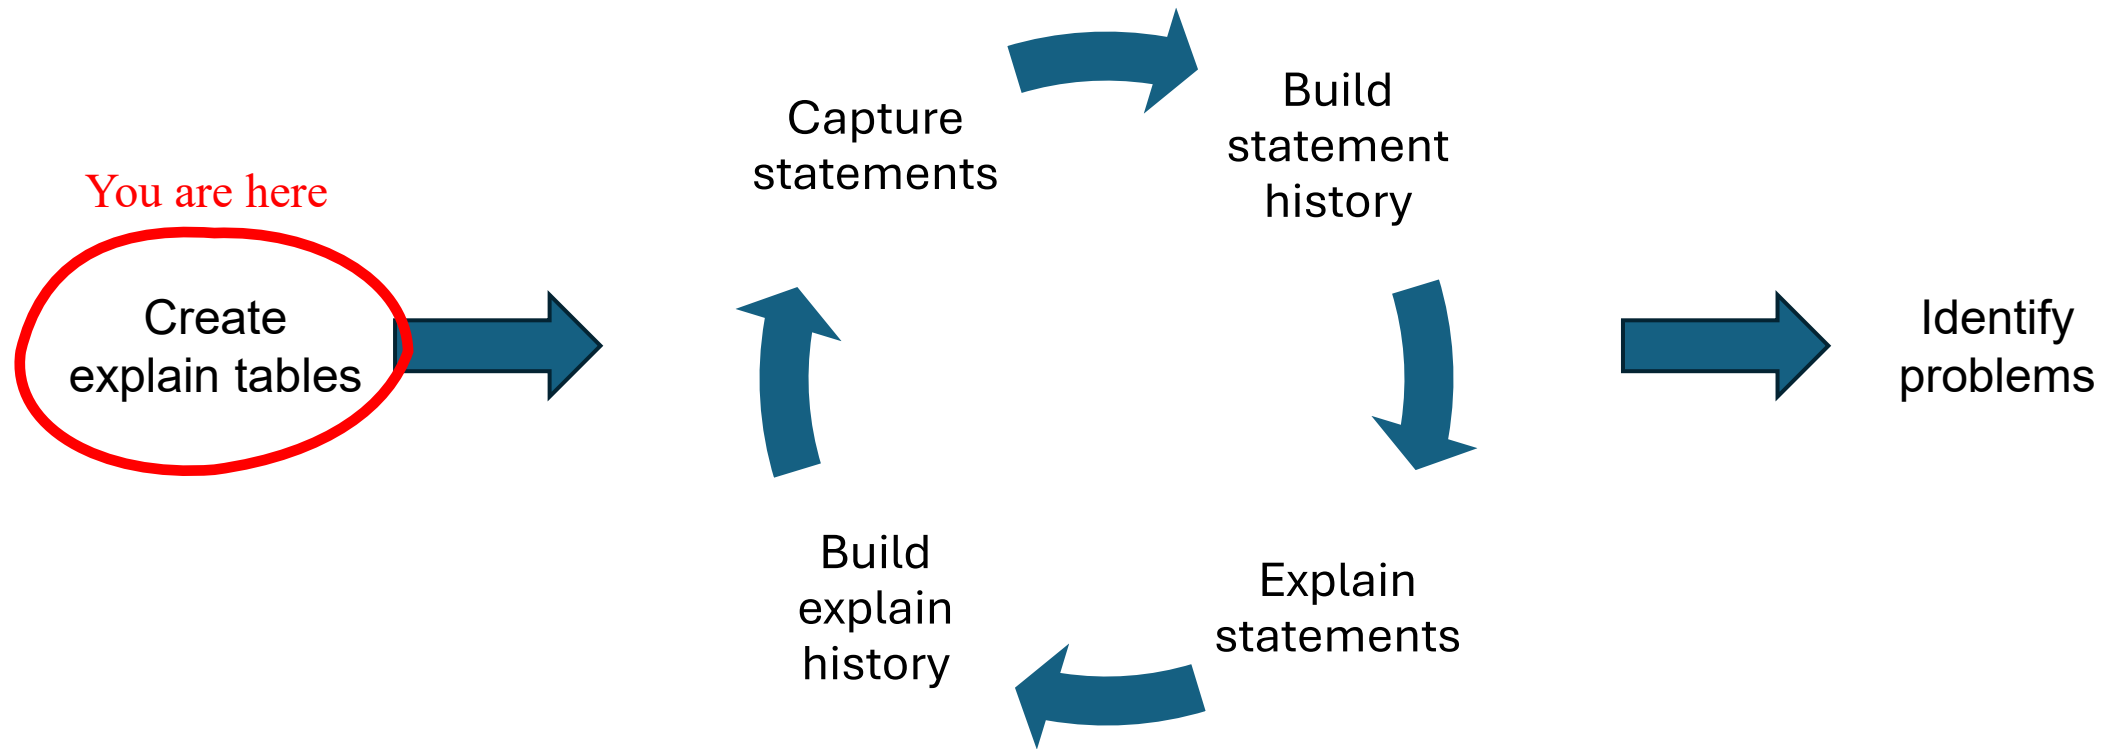 You are here
Create
explain tables
Capture
statements
Build
statement
history
Explain
statements
Build
explain
history
Identify
problems